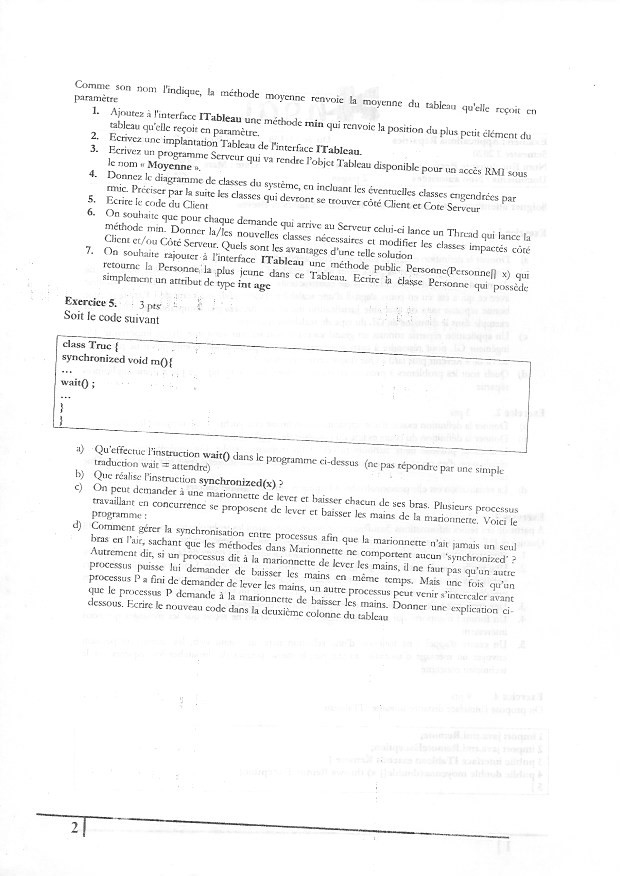 Comme son nom l'indique, la méthode moyenne renvoie la moyenne du tableau qu'elle reçoit en
paramètre
1. Ajoutez à l'interface ITableau une méthode min qui renvoie la position du plus petit élément du
tableau qu'elle reçoit en paramètre.
2. Ecrivez une implantation Tableau de l'interface ITableau.
3. Ecrivez un programme Serveur qui va rendre l'objet Tableau disponible pour un accès RMI sous
le nom « Moyenne ».
4. Donnez le diagramme de classes du système, en incluant les éventuelles classes engendrées par
rmic. Préciser par la suite les classes qui devront se trouver côté Client et Cote Serveur
5. Ecrire le code du Client
6. On souhaite que pour chaque demande qui arrive au Serveur celui-ci lance un Thread qui lance la
méthode min. Donner la/les nouvelles classes nécessaires et modifier les classes impactés côté
Client et/ou Côté Serveur. Quels sont les avantages d'une telle solution
7. On souhaite rajouter à l'interface ITableau une méthode public Personne(Personne[] x) qui
retourne la Personne la plus jeune dans ce Tableau. Ecrire la classe Personne qui possède
simplement un attribut de type int age
Exercice 5. 3 pts
Soit le code suivant
class True {
synchronized void m(){
...
wait() ;
...
}
}
a) Qu'effectue l'instruction wait() dans le programme ci-dessus (ne pas répondre par une simple
traduction wait = attendre)
b) Que réalise l'instruction synchronised(x) ?
c) On peut demander à une marionnette de lever et baisser chacun de ses bras. Plusieurs processus
travaillant en concurrence se proposent de lever et baisser les mains de la marionnette. Voici le
programme :
d) Comment gérer la synchronisation entre processus afin que la marionnette n'ait jamais un seul
bras en l'air, sachant que les méthodes dans Marionnette ne comportent aucun 'synchronized' ?
Autrement dit, si un processus dit à la marionnette de lever les mains, il ne faut pas qu'un autre
processus puisse lui demander de baisser les mains en même temps. Mais une fois qu'un
processus P a fini de demander de lever les mains, un autre processus peut venir s'intercaler avant
que le processus P demande à la marionnette de baisser les mains. Donner une explication ci-
dessous. Ecrire le nouveau code dans la deuxième colonne du tableau
2